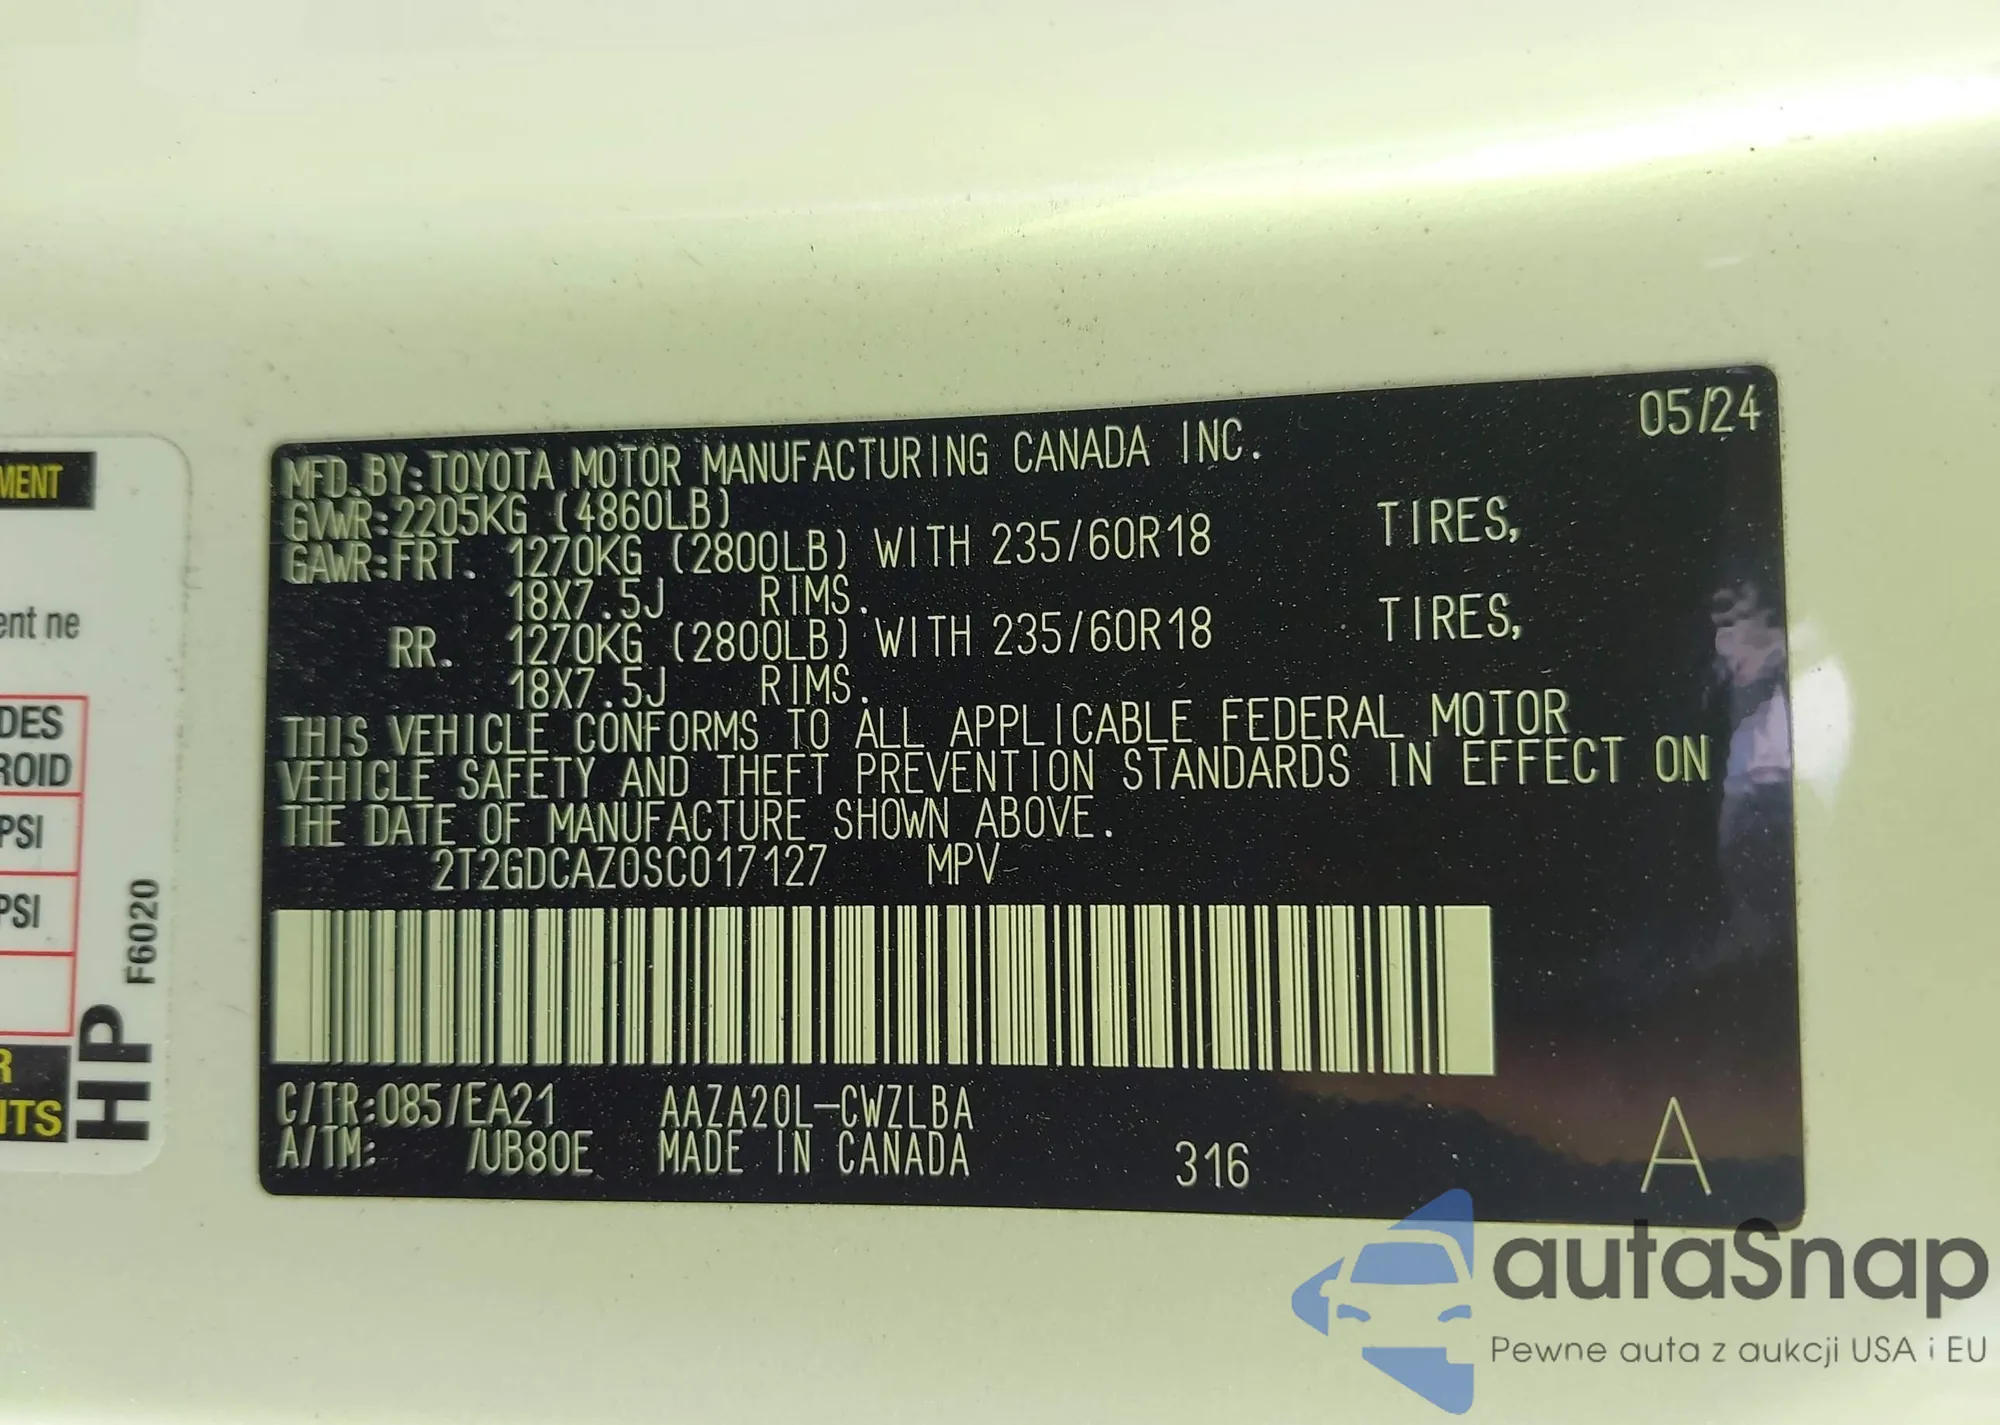 05/24
MFD.BY:TOYOTA MOTOR MANUFACTURING CANADA INC.
GVWR:2205KG (4860LB)
GAWR:FRT. 1270KG (2800LB) WITH 235/60R18 TIRES,
18X7.5J RIMS.
RR. 1270KG (2800LB) WITH 235/60R18 TIRES,
18X7.5J RIMS.
THIS VEHICLE CONFORMS TO ALL APPLICABLE FEDERAL MOTOR
VEHICLE SAFETY AND THEFT PREVENTION STANDARDS IN EFFECT ON
THE DATE OF MANUFACTURE SHOWN ABOVE.
2T2GDCAZ0SC017127 MPV
C/TR:085/EA21 AAZA20L-CWZLBA
A/TM: /UB80E MADE IN CANADA 316 A
MENT
ent ne
DES
ROID
PSI
PSI
R
ITS
HP
F6020
autaSnap
Pewne auta z aukcji USA i EU